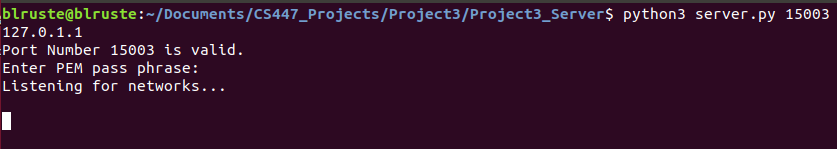 blruste@blruste:~/Documents/CS447_Projects/Project3/Project3_Server$ python3 server.py 15003
127.0.1.1
Port Number 15003 is valid.
Enter PEM pass phrase:
Listening for networks...